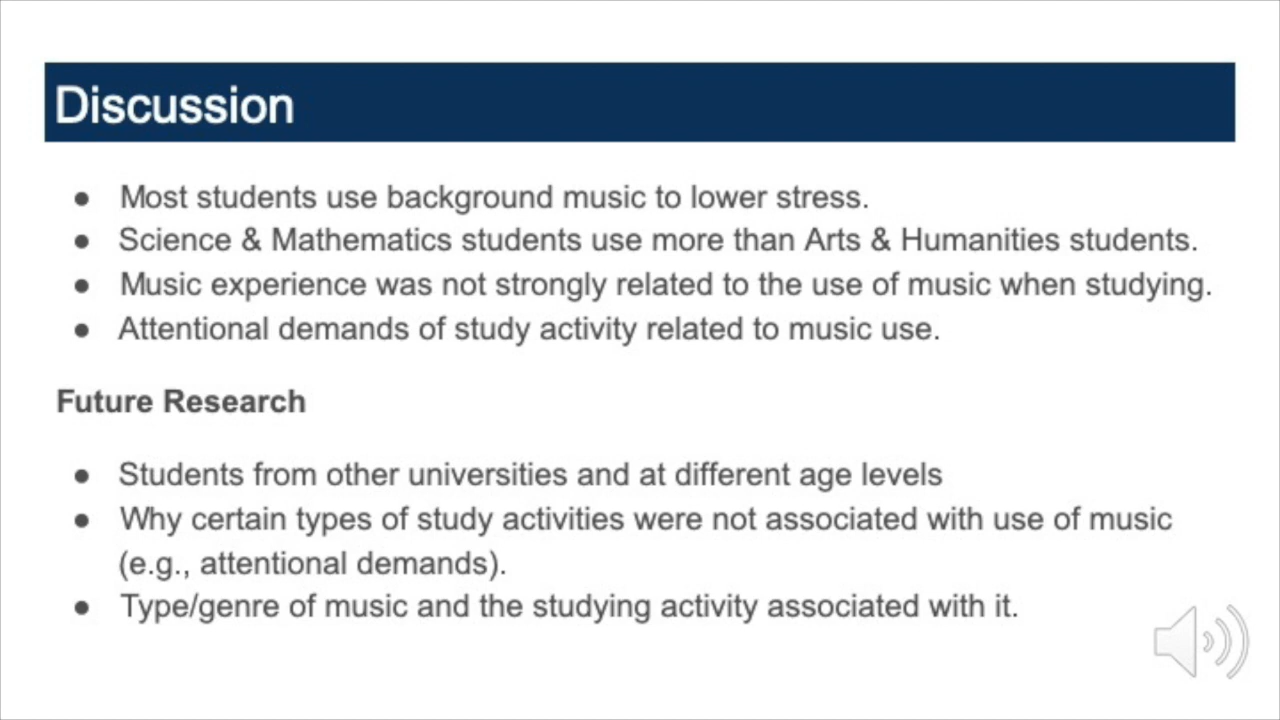 Discussion
● Most students use background music to lower stress.
● Science & Mathematics students use more than Arts & Humanities students.
● Music experience was not strongly related to the use of music when studying.
● Attentional demands of study activity related to music use.
Future Research
● Students from other universities and at different age levels
● Why certain types of study activities were not associated with use of music
(e.g., attentional demands).
● Type/genre of music and the studying activity associated with it.